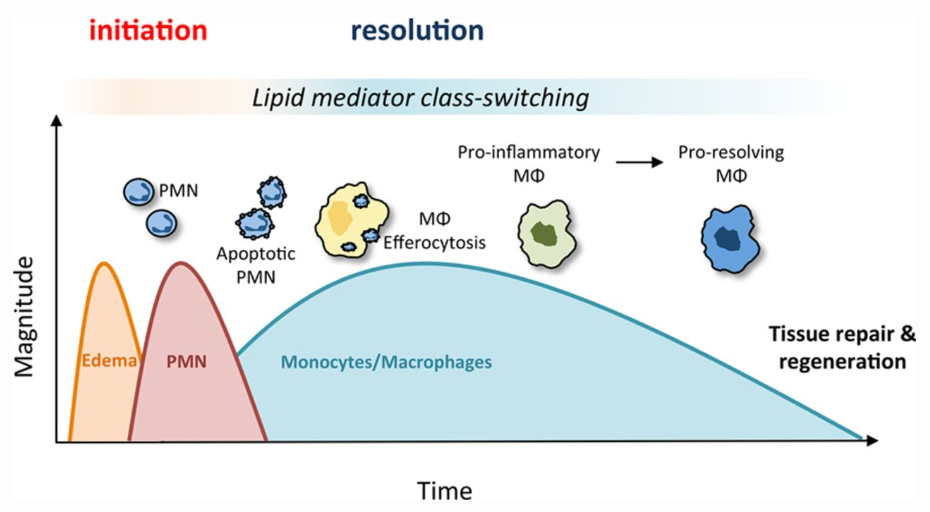 initiation
resolution
Lipid mediator class-switching
Pro-inflammatory
MΦ
Pro-resolving
MΦ
PMN
Apoptotic
PMN
MΦ
Efferocytosis
Magnitude
Edema
PMN
Monocytes/Macrophages
Tissue repair &
regeneration
Time